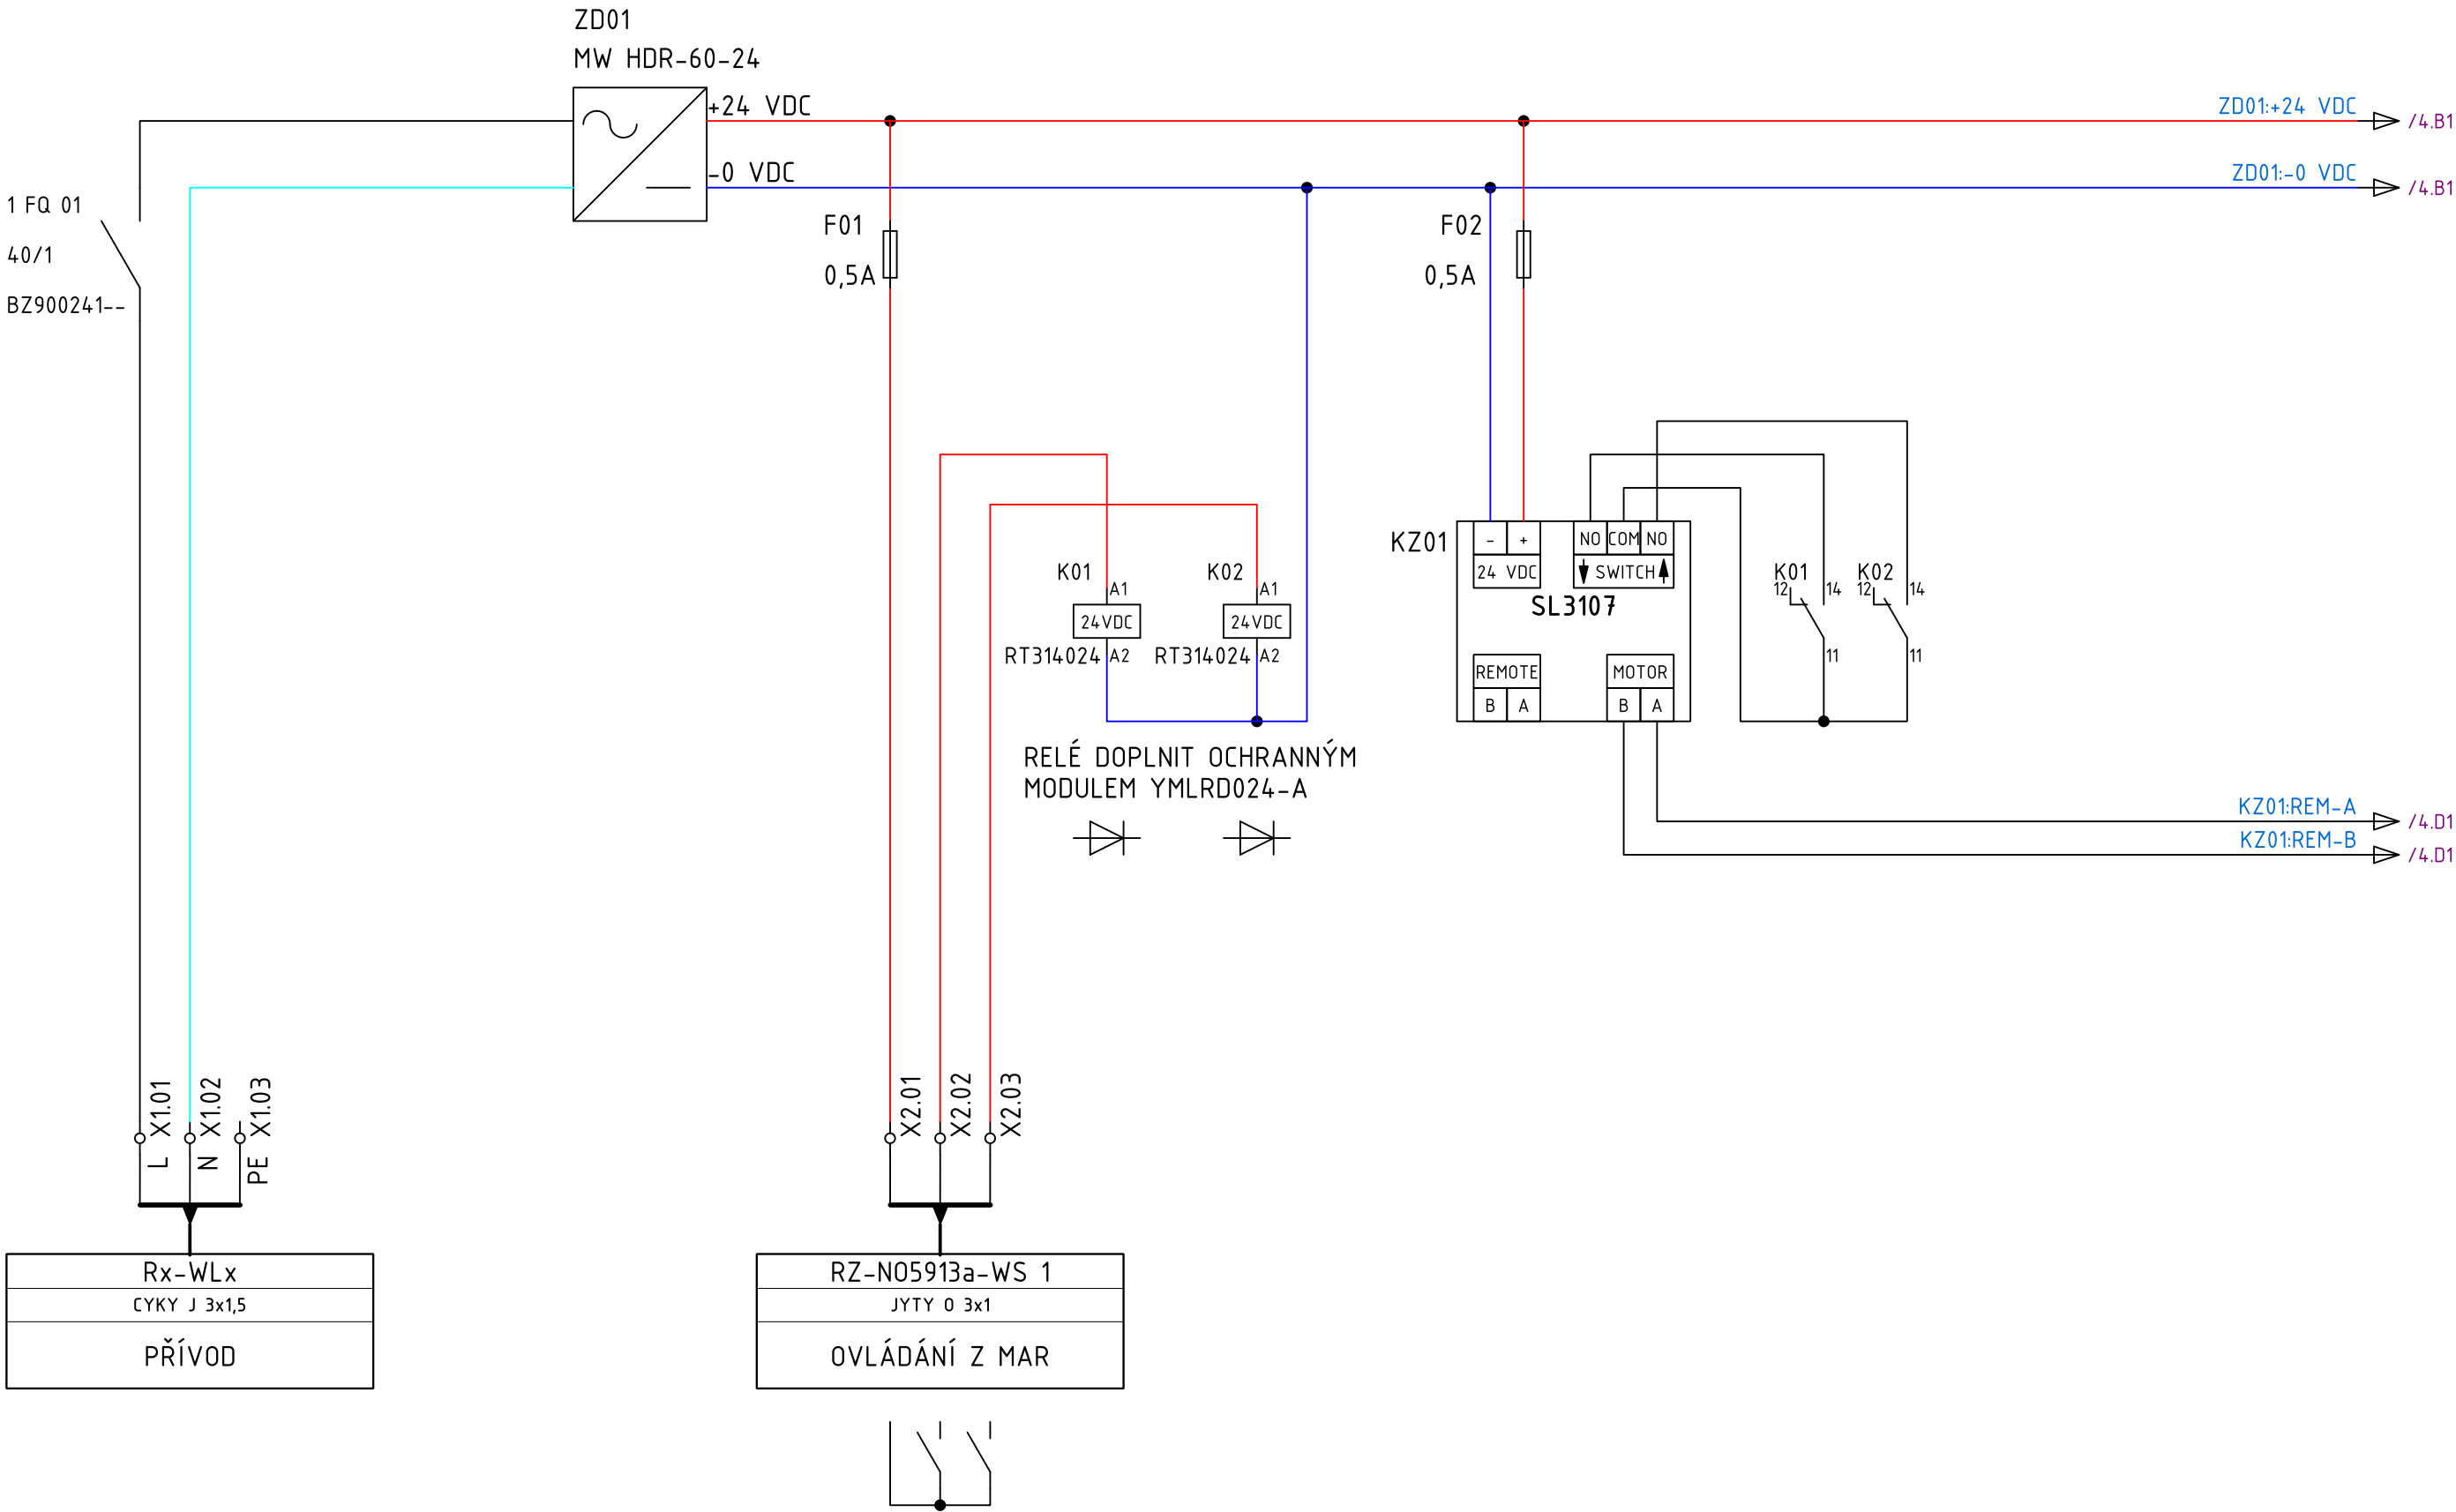 ZD01
MW HDR-60-24
+24 VDC
-0 VDC
ZD01:+24 VDC
/4.B1
ZD01:-0 VDC
/4.B1
1 FQ 01
40/1
BZ900241--
F01
0,5A
F02
0,5A
KZ01
- +
24 VDC
NO COM NO
SWITCH
SL3107
REMOTE
B A
MOTOR
B A
K01
A1
24VDC
RT314024
A2
K02
A1
24VDC
RT314024
A2
K01
12
14
11
K02
12
14
11
RELÉ DOPLNIT OCHRANNÝM
MODULEM YMLRD024-A
KZ01:REM-A
/4.D1
KZ01:REM-B
/4.D1
X1.01
X1.02
X1.03
L
N
PE
X2.01
X2.02
X2.03
Rx-WLx
CYKY J 3x1,5
PŘÍVOD
RZ-N05913a-WS 1
JYTY O 3x1
OVLÁDÁNÍ Z MAR